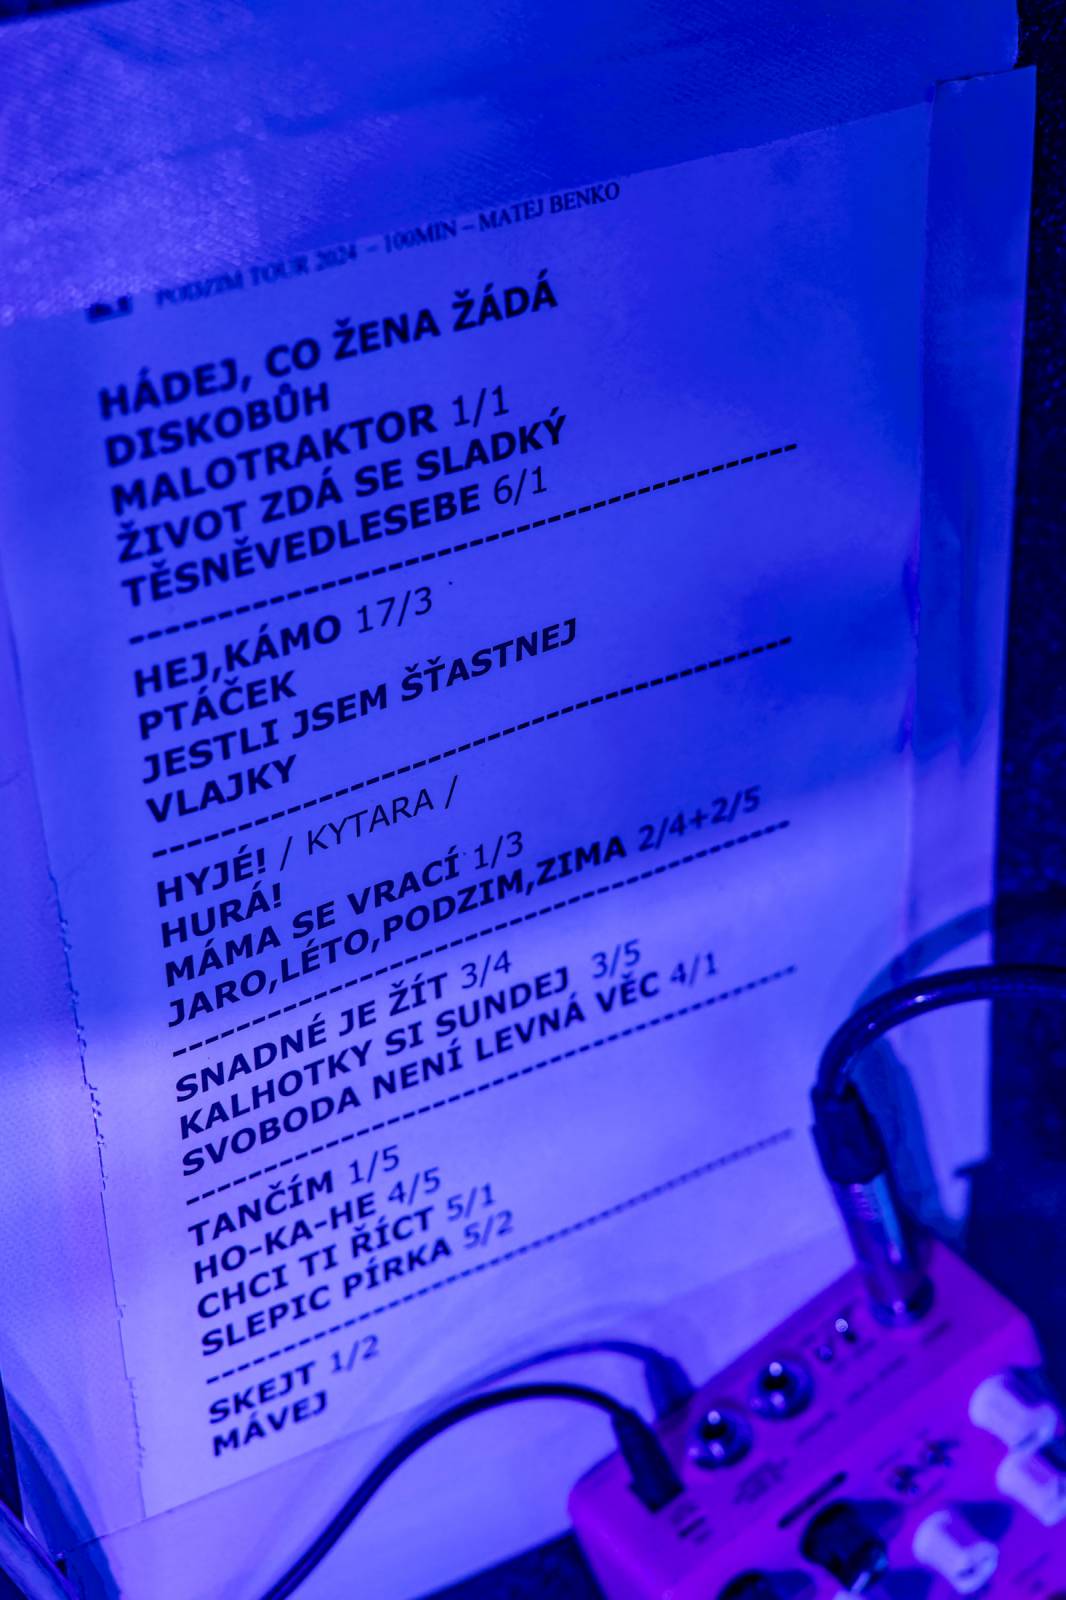 PODZIM TOUR 2024 - 100MIN – MATEJ BENKO
HÁDEJ, CO ŽENA ŽÁDÁ
DISKOBŮH
MALOTRAKTOR 1/1
ŽIVOT ZDÁ SE SLADKÝ
TĚSNĚVEDLESEBE 6/1
HEJ,KÁMO 17/3
PTÁČEK
JESTLI JSEM ŠŤASTNEJ
VLAJKY
HYJÉ! / KYTARA /
HURÁ!
MÁMA SE VRACÍ 1/3
JARO,LÉTO,PODZIM,ZIMA 2/4+2/5
SNADNÉ JE ŽÍT 3/4
KALHOTKY SI SUNDEJ 3/5
SVOBODA NENÍ LEVNÁ VĚC 4/1
TANČÍM 1/5
HO-KA-HE 4/5
CHCI TI ŘÍCT 5/1
SLEPIC PÍRKA 5/2
SKEJT 1/2
MÁVEJ